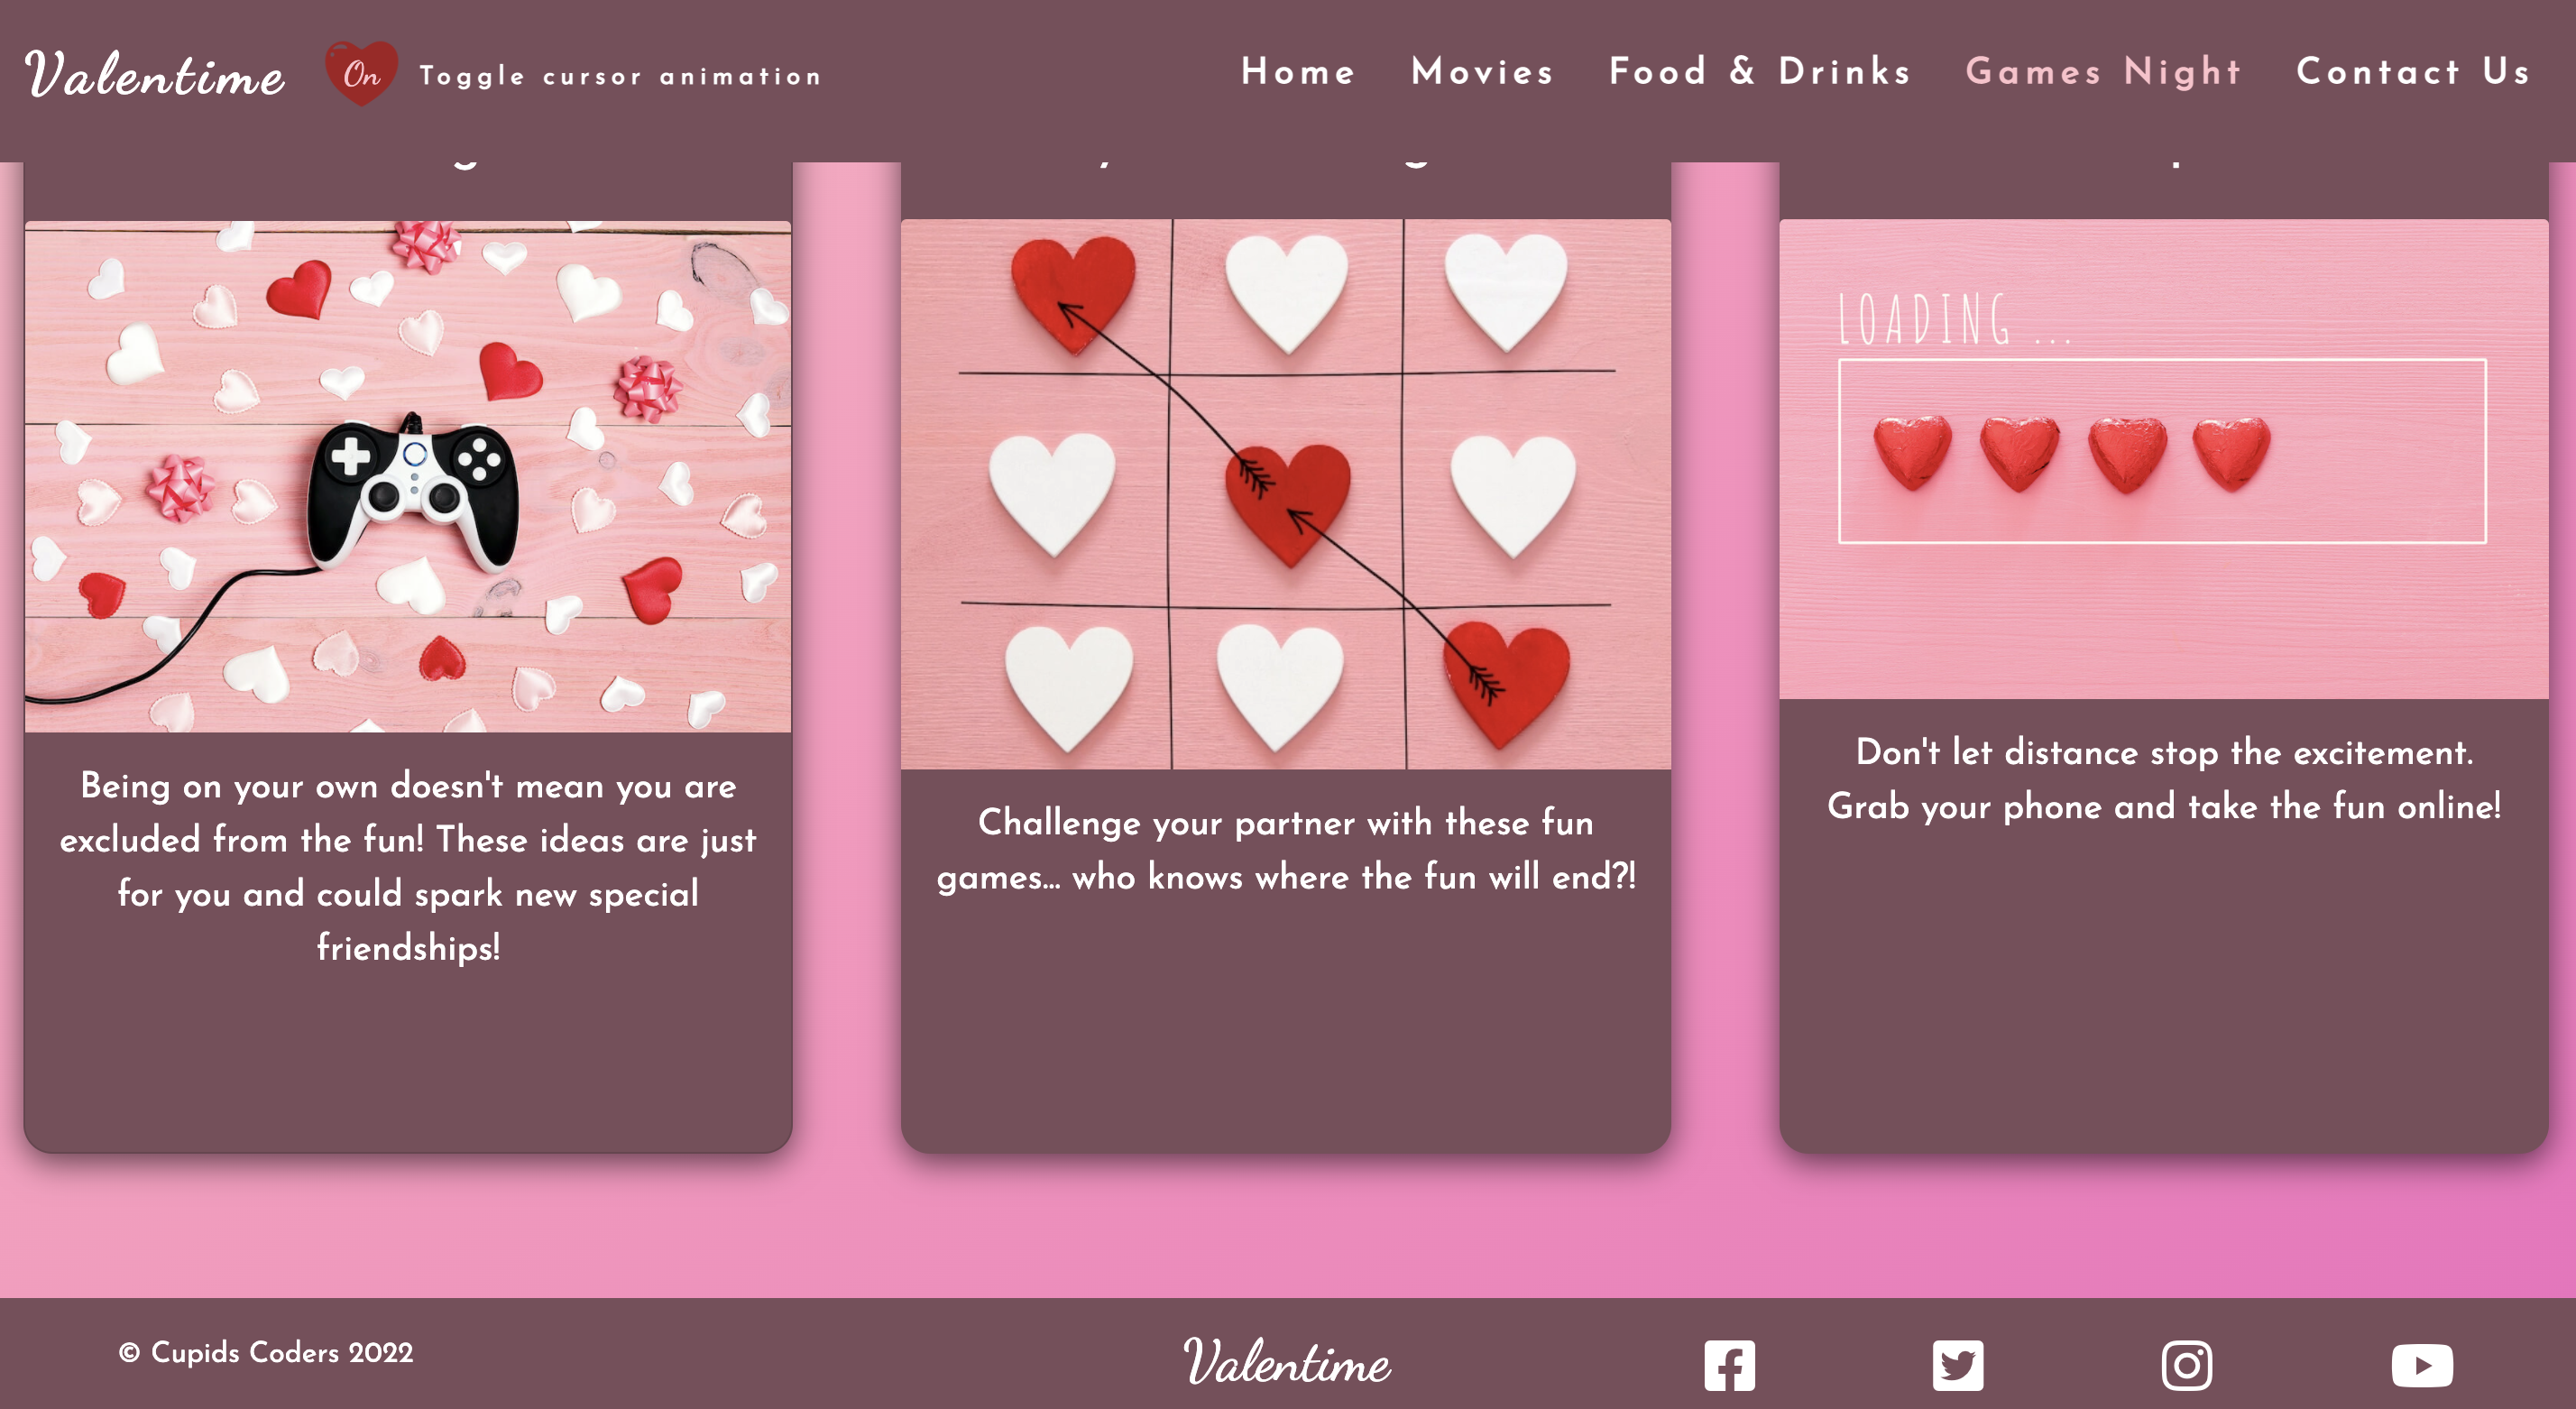 Valentime
On
Toggle cursor animation
Home
Movies
Food & Drinks
Games Night
Contact Us
Being on your own doesn't mean you are
excluded from the fun! These ideas are just
for you and could spark new special
friendships!
Challenge your partner with these fun
games... who knows where the fun will end?!
LOADING ...
Don't let distance stop the excitement.
Grab your phone and take the fun online!
© Cupids Coders 2022
Valentime